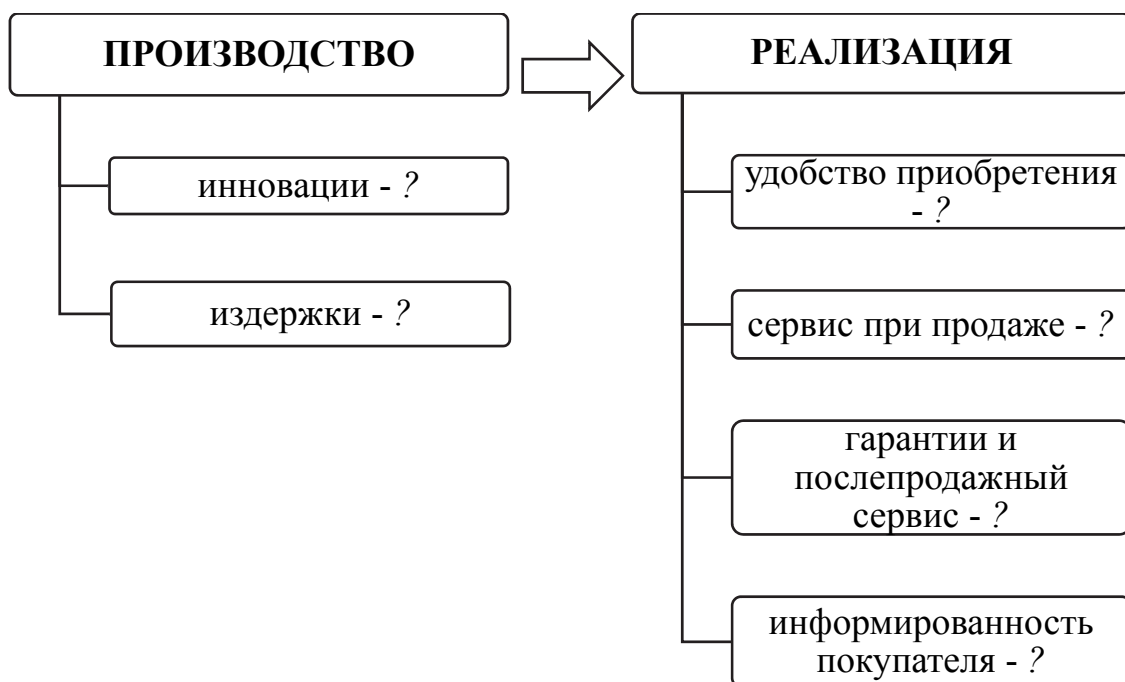 ПРОИЗВОДСТВО
инновации - ?
издержки - ?
РЕАЛИЗАЦИЯ
удобство приобретения
- ?
сервис при продаже - ?
гарантии и
послепродажный
сервис - ?
информированность
покупателя - ?